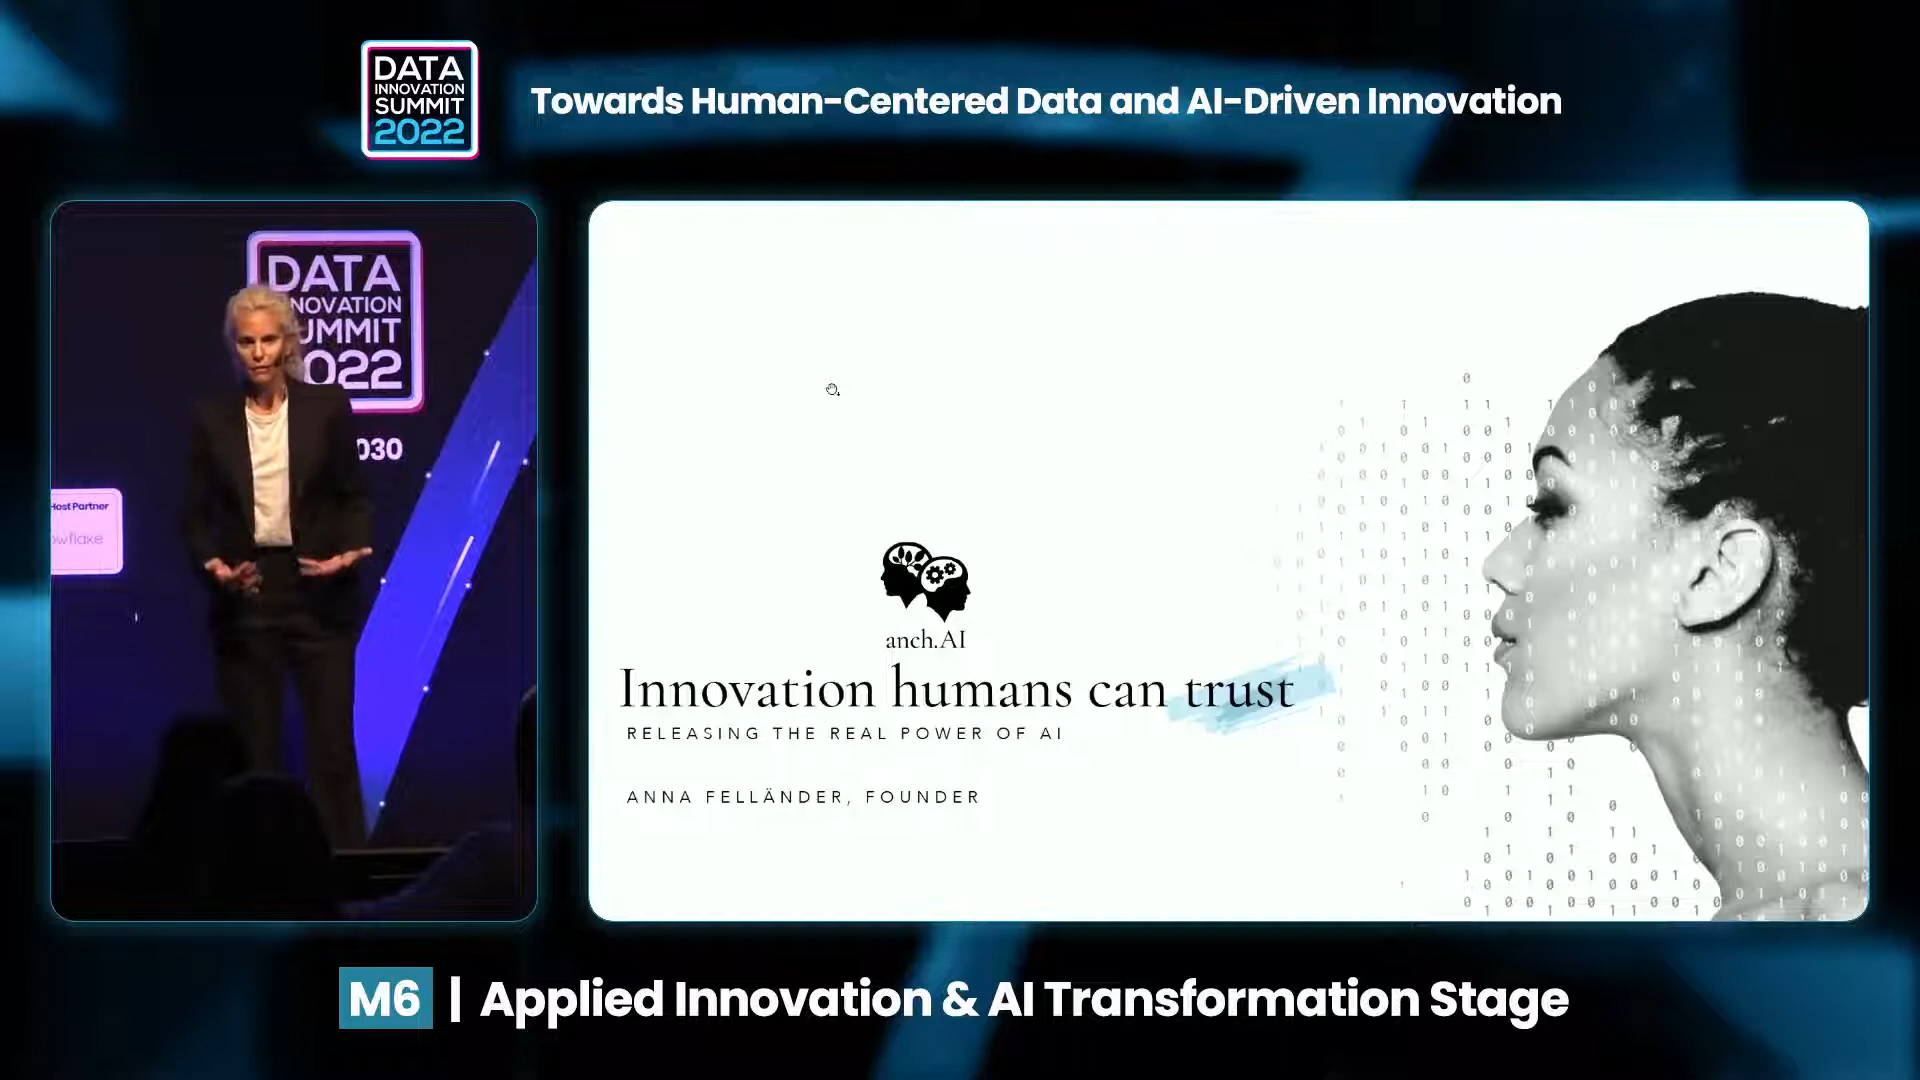 DATA
INNOVATION
SUMMIT
2022
Towards Human-Centered Data and AI-Driven Innovation
DATA
NOVATION
UMMIT
022
030
Host Partner
owflake
anch.AI
Innovation humans can trust
RELEASING THE REAL POWER OF AI
ANNA FELLÄNDER, FOUNDER
M6 | Applied Innovation & AI Transformation Stage